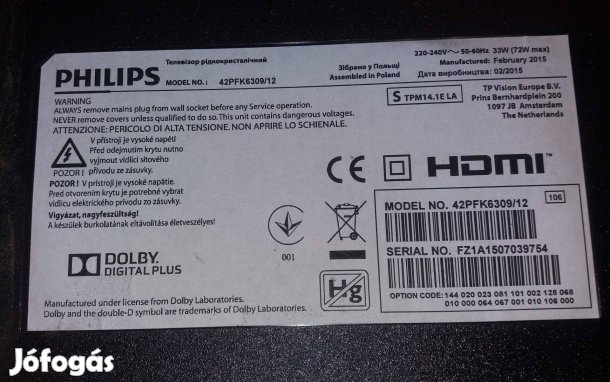 PHILIPS
Телевізор рідкокристалічний
MODEL NO.: 42PFK6309/12
Зібрано у Польщі
Assembled in Poland
220-240V~ 50-60Hz 33W (72W max)
Manufactured: February 2015
Дата виробництва: 02/2015
WARNING
ALWAYS remove mains plug from wall socket before any Service operation.
NEVER remove covers unless qualified to do so. This unit contains dangerous voltages.
ATTENZIONE: PERICOLO DI ALTA TENSIONE. NON APRIRE LO SCHIENALE.
S TPM14.1E LA
TP Vision Europe B.V.
Prins Bernhardplein 200
1097 JB Amsterdam
The Netherlands
V přístroji je vysoké napětí
Před odejmutím krytu nutno
vyjmout vidlici síťového
POZOR ! přívodu ze zásuvky.
POZOR ! V prístroji je vysoké napätie.
Pred otvorením krytu je potrebné vybrat
vidlicu elektrického prívodu zo zásuvky.
Vigyázat, nagyfeszültség!
A készülek burkolatának eltávolítása életveszélyes!
CE HDMI™
001
DOLBY
DIGITAL PLUS
Hg
MODEL NO. 42PFK6309/12
106
SERIAL NO. FZ1A1507039754
OPTION CODE: 144 020 023 081 101 002 128 068
010 000 064 067 001 010 106 000
Manufactured under license from Dolby Laboratories.
Dolby and the double-D symbol are trademarks of Dolby Laboratories.
Jófogás